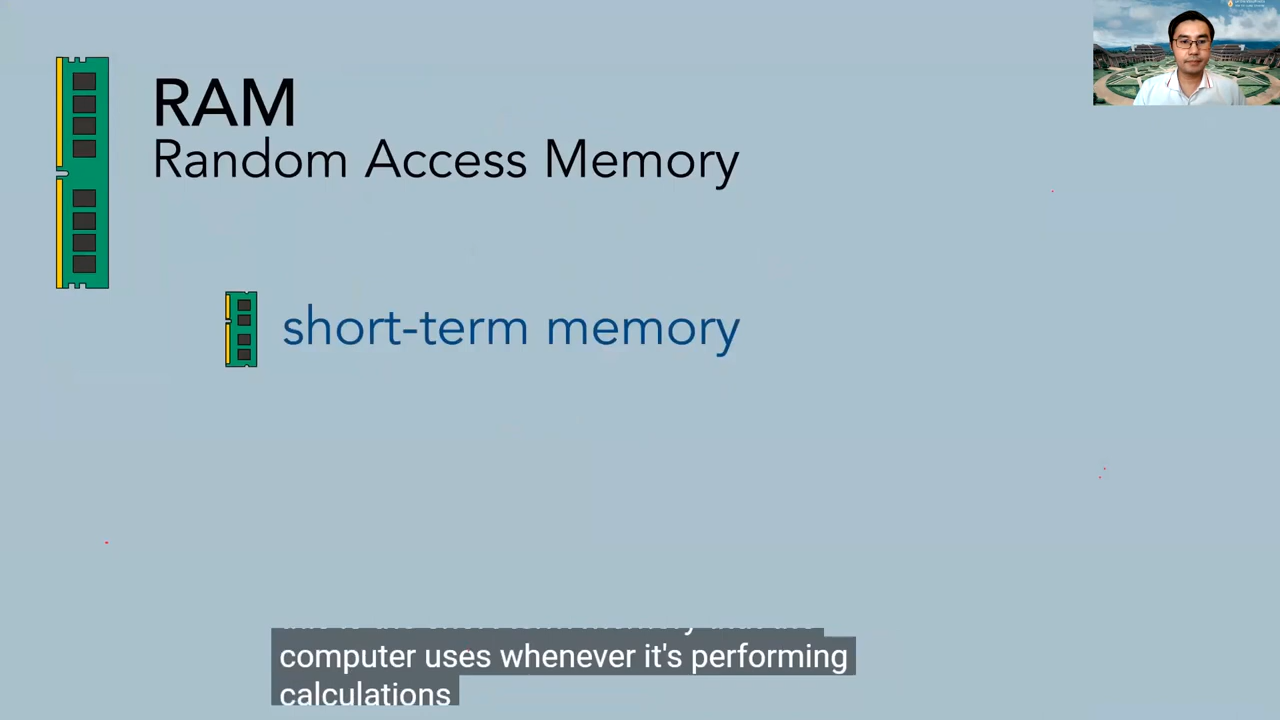 RAM
Random Access Memory
short-term memory
computer uses whenever it's performing
calculations